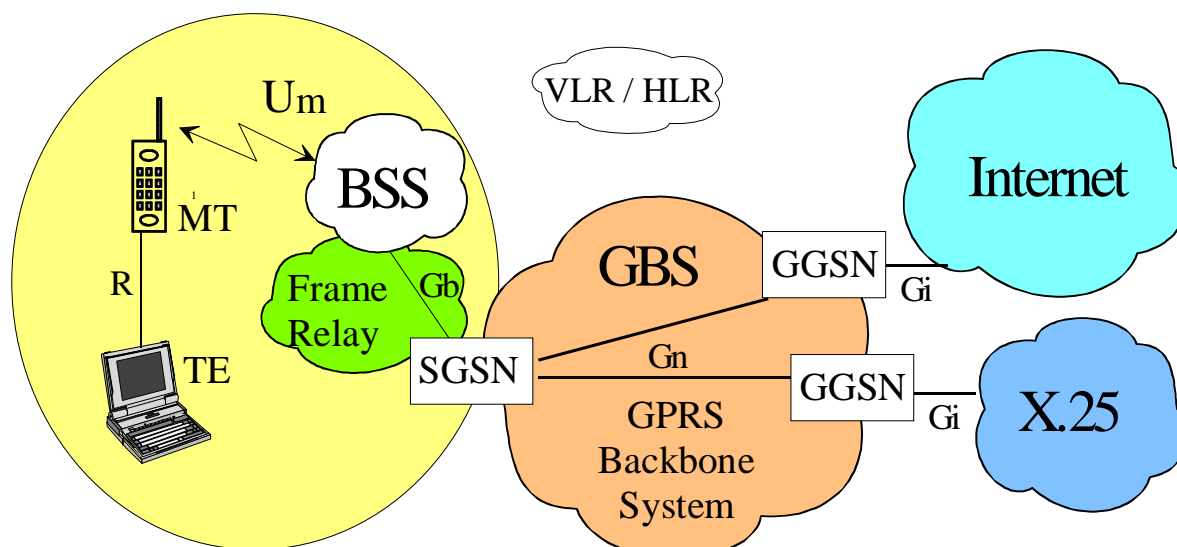 VLR / HLR
Um
BSS
Internet
1
MT
GBS
GGSN
Gi
R
Frame
Relay
Gb
TE
SGSN
Gn
GGSN
Gi
X.25
GPRS
Backbone
System